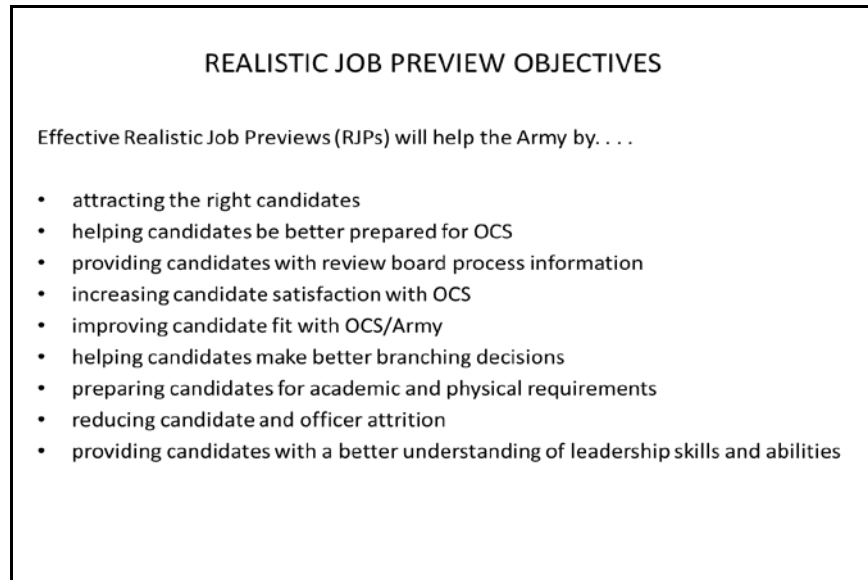 REALISTIC JOB PREVIEW OBJECTIVES
Effective Realistic Job Previews (RJPs) will help the Army by. . . .
• attracting the right candidates
• helping candidates be better prepared for OCS
• providing candidates with review board process information
• increasing candidate satisfaction with OCS
• improving candidate fit with OCS/Army
• helping candidates make better branching decisions
• preparing candidates for academic and physical requirements
• reducing candidate and officer attrition
• providing candidates with a better understanding of leadership skills and abilities